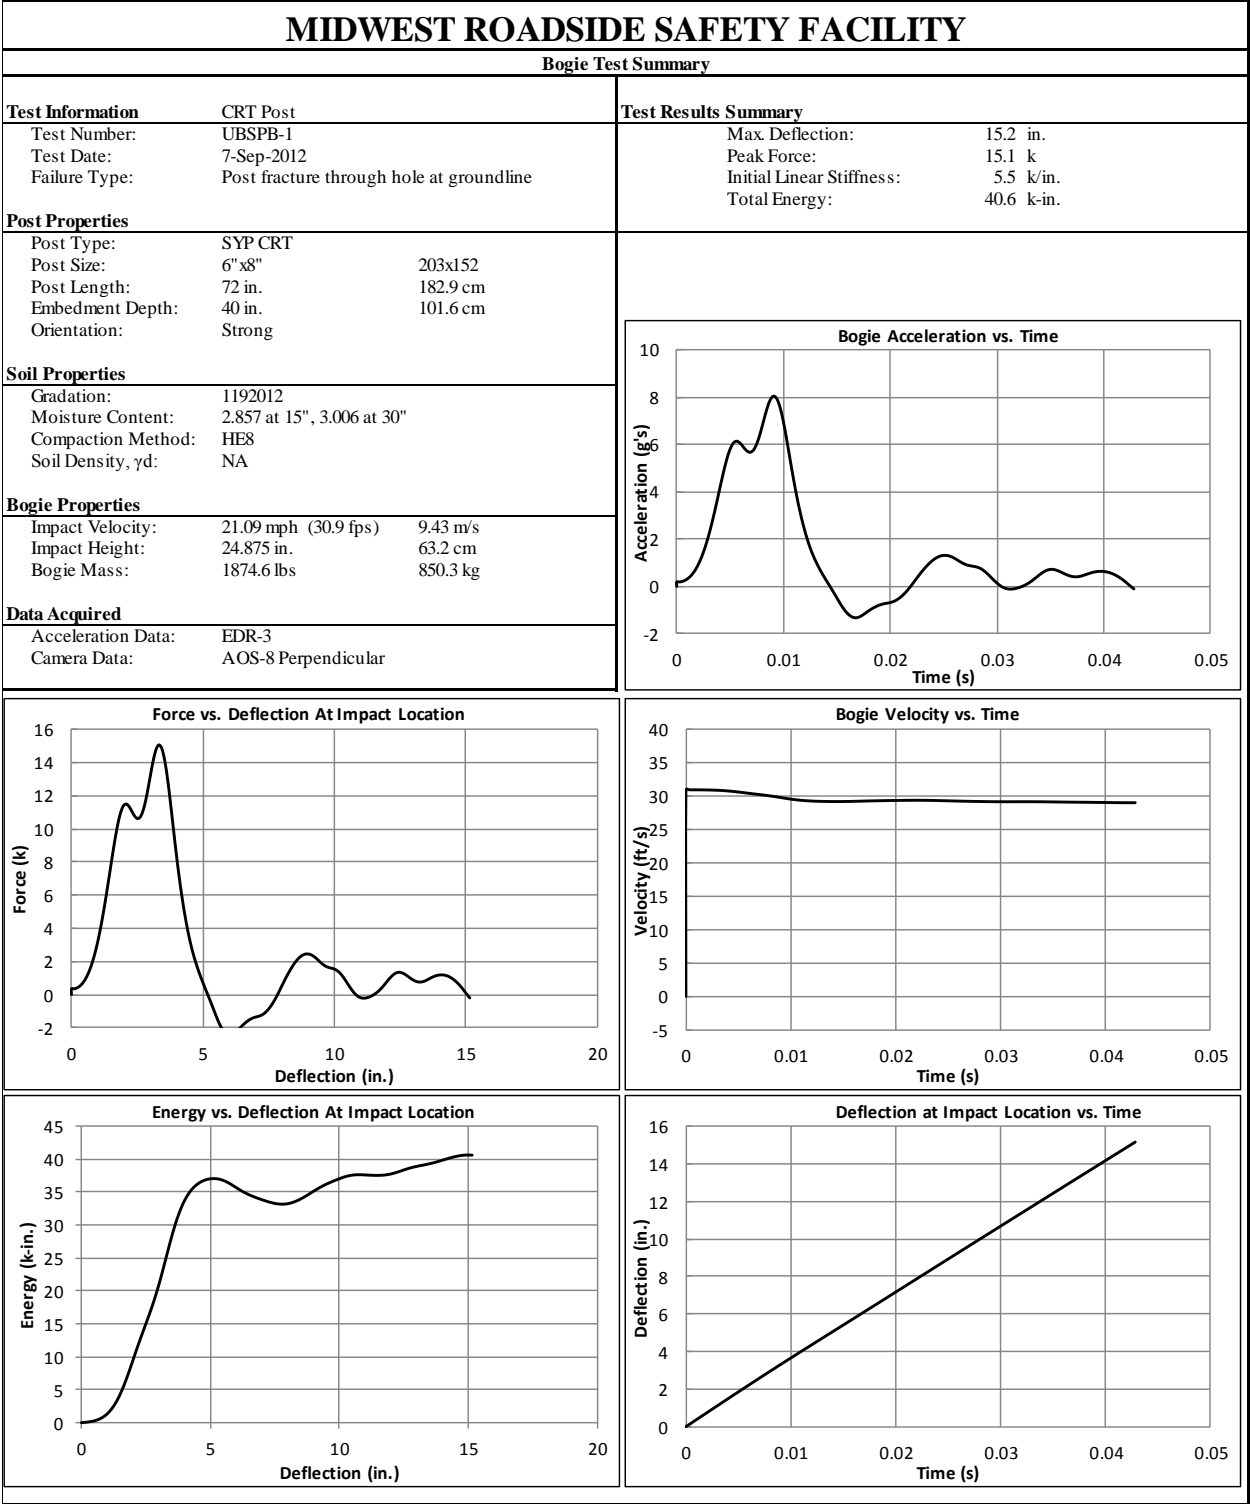 MIDWEST ROADSIDE SAFETY FACILITY
Bogie Test Summary
Test Information CRT Post
Test Number: UBSPB-1
Test Date: 7-Sep-2012
Failure Type: Post fracture through hole at groundline
Post Properties
Post Type: SYP CRT
Post Size: 6"x8" 203x152
Post Length: 72 in. 182.9 cm
Embedment Depth: 40 in. 101.6 cm
Orientation: Strong
Soil Properties
Gradation: 1192012
Moisture Content: 2.857 at 15", 3.006 at 30"
Compaction Method: HE8
Soil Density, γd: NA
Bogie Properties
Impact Velocity: 21.09 mph (30.9 fps) 9.43 m/s
Impact Height: 24.875 in. 63.2 cm
Bogie Mass: 1874.6 lbs 850.3 kg
Data Acquired
Acceleration Data: EDR-3
Camera Data: AOS-8 Perpendicular
Test Results Summary
Max. Deflection: 15.2 in.
Peak Force: 15.1 k
Initial Linear Stiffness: 5.5 k/in.
Total Energy: 40.6 k-in.
Bogie Acceleration vs. Time
Acceleration (g's)
10
8
6
4
2
0
-2
0 0.01 0.02 0.03 0.04 0.05
Time (s)
Force vs. Deflection At Impact Location
Force (k)
16
14
12
10
8
6
4
2
0
-2
0 5 10 15 20
Deflection (in.)
Bogie Velocity vs. Time
Velocity (ft/s)
40
35
30
25
20
15
10
5
0
-5
0 0.01 0.02 0.03 0.04 0.05
Time (s)
Energy vs. Deflection At Impact Location
Energy (k-in.)
45
40
35
30
25
20
15
10
5
0
0 5 10 15 20
Deflection (in.)
Deflection at Impact Location vs. Time
Deflection (in.)
16
14
12
10
8
6
4
2
0
0 0.01 0.02 0.03 0.04 0.05
Time (s)